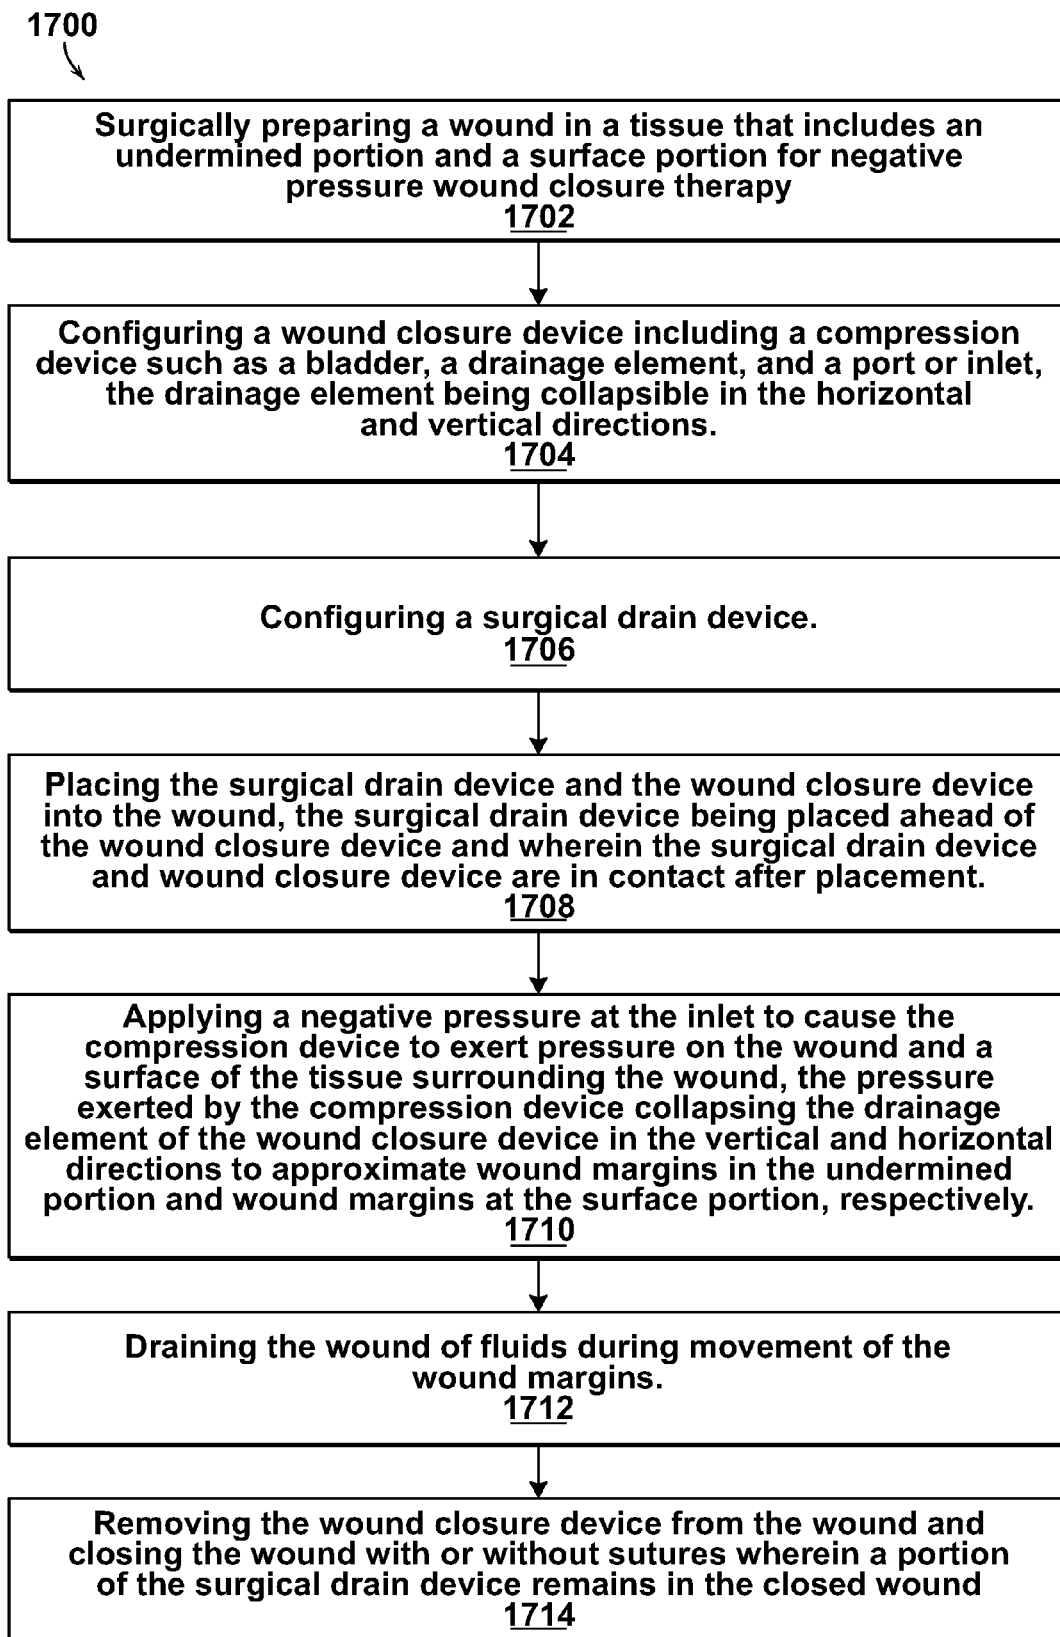 1700
Surgically preparing a wound in a tissue that includes an
undermined portion and a surface portion for negative
pressure wound closure therapy
1702
Configuring a wound closure device including a compression
device such as a bladder, a drainage element, and a port or inlet,
the drainage element being collapsible in the horizontal
and vertical directions.
1704
Configuring a surgical drain device.
1706
Placing the surgical drain device and the wound closure device
into the wound, the surgical drain device being placed ahead of
the wound closure device and wherein the surgical drain device
and wound closure device are in contact after placement.
1708
Applying a negative pressure at the inlet to cause the
compression device to exert pressure on the wound and a
surface of the tissue surrounding the wound, the pressure
exerted by the compression device collapsing the drainage
element of the wound closure device in the vertical and horizontal
directions to approximate wound margins in the undermined
portion and wound margins at the surface portion, respectively.
1710
Draining the wound of fluids during movement of the
wound margins.
1712
Removing the wound closure device from the wound and
closing the wound with or without sutures wherein a portion
of the surgical drain device remains in the closed wound
1714